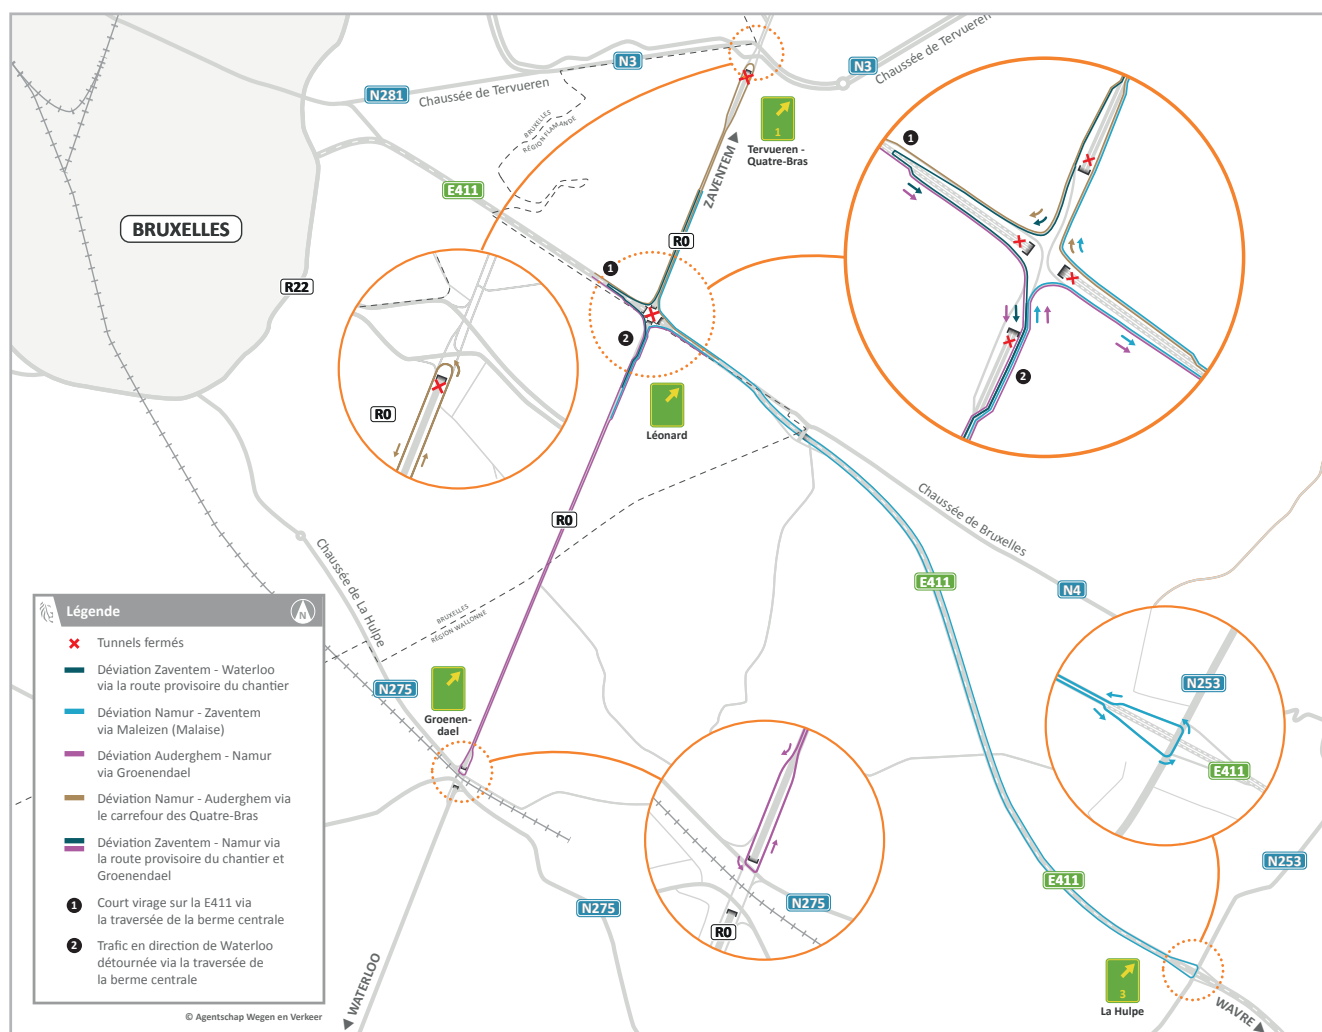 N3
N3
Chaussée de Tervueren
N281
Chaussée de Tervueren
BRUXELLES
RÉGION FLAMANDE
1
Tervueren -
Quatre-Bras
ZAVENTEM
E411
BRUXELLES
R0
R22
1
2
R0
Léonard
1
2
R0
Chaussée de Bruxelles
Chaussée de La Hulpe
E411
N4
BRUXELLES
RÉGION WALLONNE
N275
Groenen-
dael
N253
E411
N275
R0
N275
E411
N253
3
La Hulpe
WAVRE
WATERLOO
Légende
N
Tunnels fermés
Déviation Zaventem - Waterloo
via la route provisoire du chantier
Déviation Namur - Zaventem
via Maleizen (Malaise)
Déviation Auderghem - Namur
via Groenendael
Déviation Namur - Auderghem via
le carrefour des Quatre-Bras
Déviation Zaventem - Namur via
la route provisoire du chantier et
Groenendael
1 Court virage sur la E411 via
la traversée de la berme centrale
2 Trafic en direction de Waterloo
détournée via la traversée de
la berme centrale
© Agentschap Wegen en Verkeer